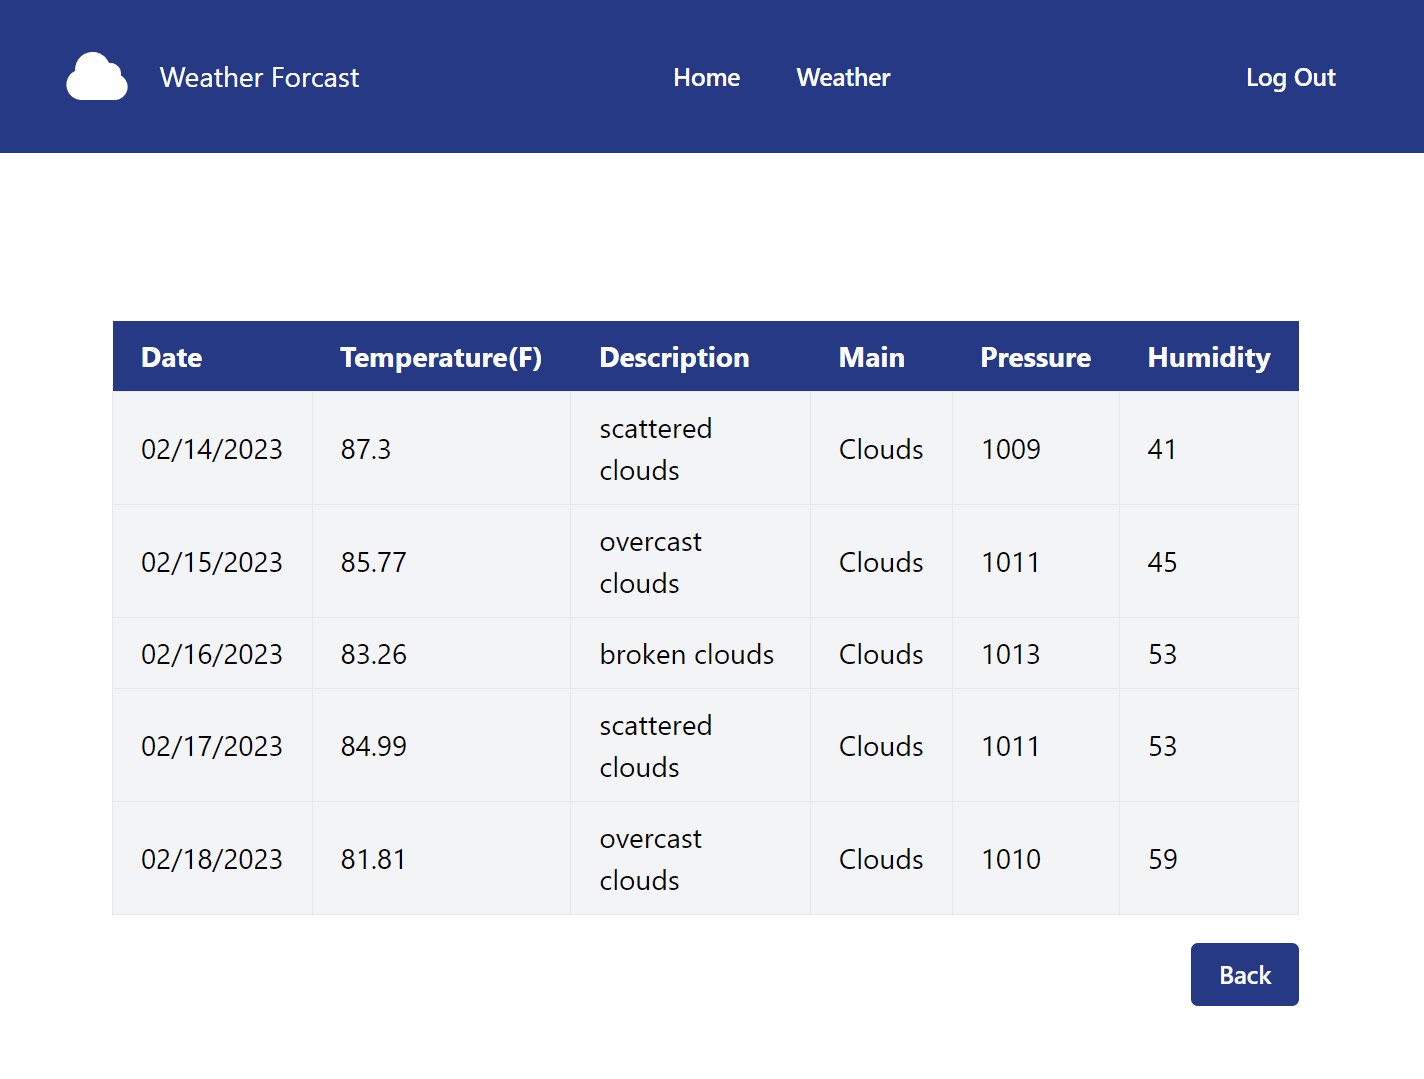 Weather Forcast Home Weather Log Out
Date Temperature(F) Description Main Pressure Humidity
02/14/2023 87.3 scattered clouds Clouds 1009 41
02/15/2023 85.77 overcast clouds Clouds 1011 45
02/16/2023 83.26 broken clouds Clouds 1013 53
02/17/2023 84.99 scattered clouds Clouds 1011 53
02/18/2023 81.81 overcast clouds Clouds 1010 59
Back